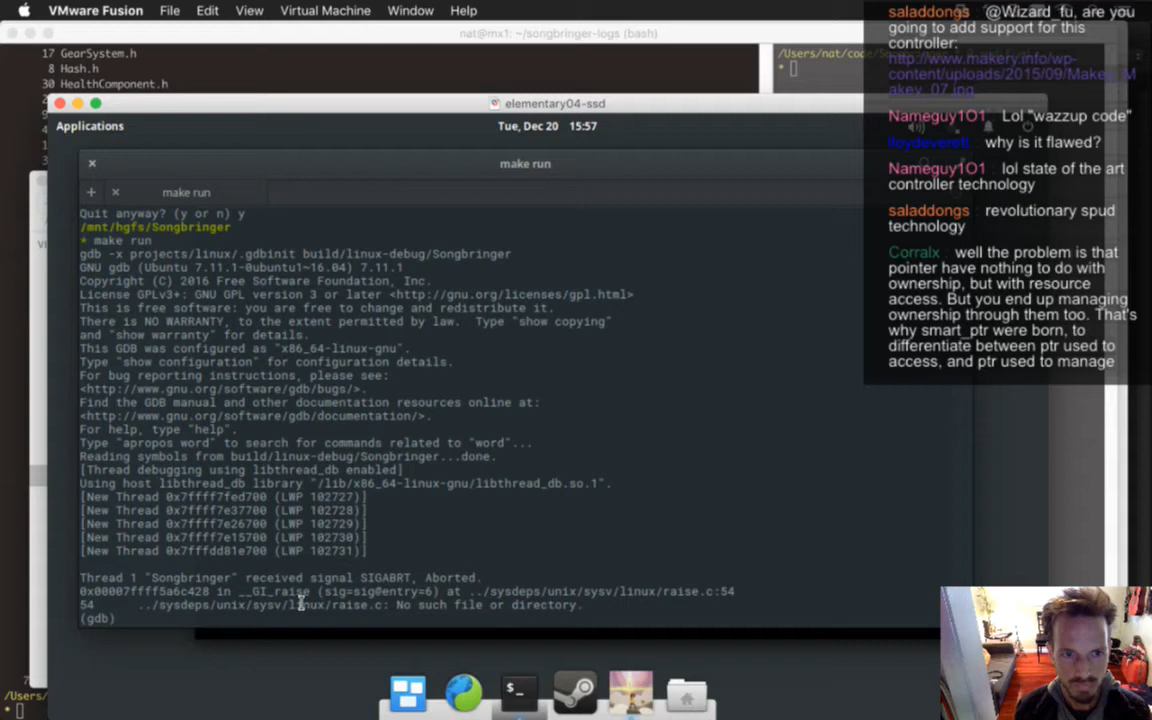 VMware Fusion File Edit View Virtual Machine Window Help
nat@mx1: ~/songbringer-logs (bash)
17 GearSystem.h
8 Hash.h
30 HealthComponent.h
elementary04-ssd
Applications
Tue, Dec 20 15:57
make run
make run
Quit anyway? (y or n) y
/mnt/hgfs/Songbringer
* make run
gdb -x projects/linux/.gdbinit build/linux-debug/Songbringer
GNU gdb (Ubuntu 7.11.1-0ubuntu1~16.04) 7.11.1
Copyright (C) 2016 Free Software Foundation, Inc.
License GPLv3+: GNU GPL version 3 or later <http://gnu.org/licenses/gpl.html>
This is free software: you are free to change and redistribute it.
There is NO WARRANTY, to the extent permitted by law. Type "show copying"
and "show warranty" for details.
This GDB was configured as "x86_64-linux-gnu".
Type "show configuration" for configuration details.
For bug reporting instructions, please see:
<http://www.gnu.org/software/gdb/bugs/>.
Find the GDB manual and other documentation resources online at:
<http://www.gnu.org/software/gdb/documentation/>.
For help, type "help".
Type "apropos word" to search for commands related to "word"...
Reading symbols from build/linux-debug/Songbringer...done.
[Thread debugging using libthread_db enabled]
Using host libthread_db library "/lib/x86_64-linux-gnu/libthread_db.so.1".
[New Thread 0x7ffff7fed700 (LWP 102727)]
[New Thread 0x7ffff7e37700 (LWP 102728)]
[New Thread 0x7ffff7e26700 (LWP 102729)]
[New Thread 0x7ffff7e15700 (LWP 102730)]
[New Thread 0x7fffdd81e700 (LWP 102731)]
Thread 1 "Songbringer" received signal SIGABRT, Aborted.
0x00007ffff5a6c428 in __GI_raise (sig=sig@entry=6) at ../sysdeps/unix/sysv/linux/raise.c:54
54 ../sysdeps/unix/sysv/linux/raise.c: No such file or directory.
(gdb)
/Users/
*
/Users/nat/code/
*
saladdongs @Wizard_fu, are you
going to add support for this
controller:
http://www.makery.info/wp-
content/uploads/2015/09/Makey_M
akey_07.jpg
Nameguy1O1 Lol "wazzup code"
lloydeverett why is it flawed?
Nameguy1O1 lol state of the art
controller technology
saladdongs revolutionary spud
technology
Corralx well the problem is that
pointer have nothing to do with
ownership, but with resource
access. But you end up managing
ownership through them too. That's
why smart_ptr were born, to
differentiate between ptr used to
access, and ptr used to manage